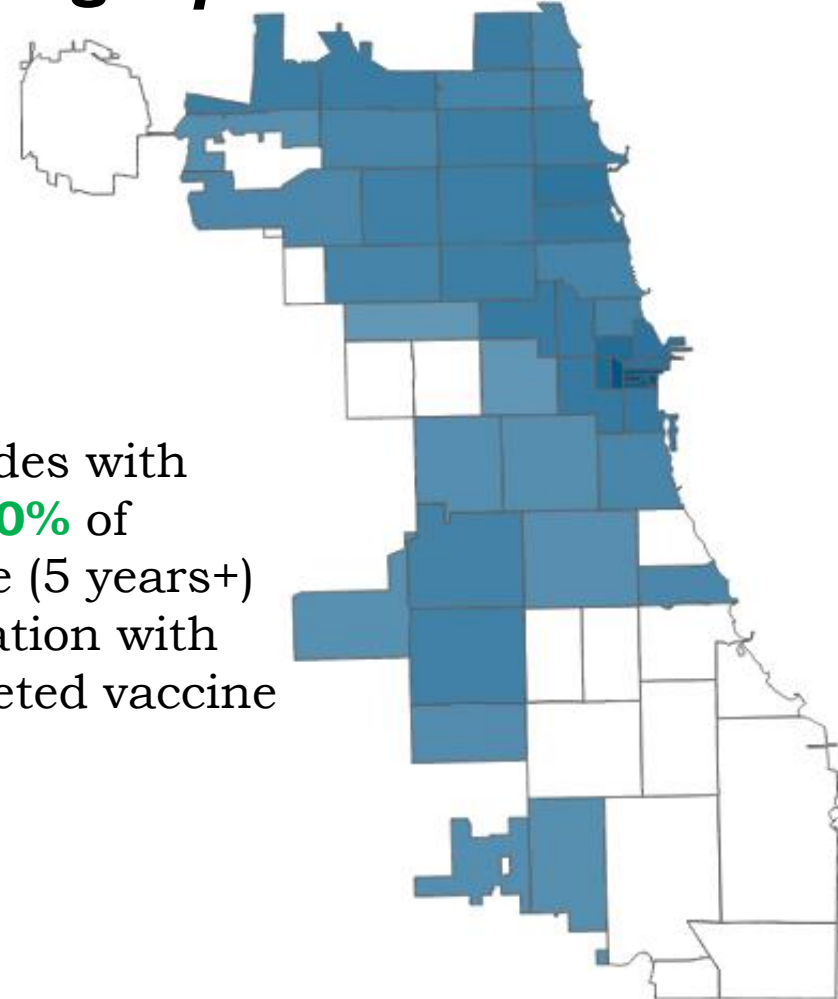 des with
0% of
e (5 years+)
ation with
eted vaccine